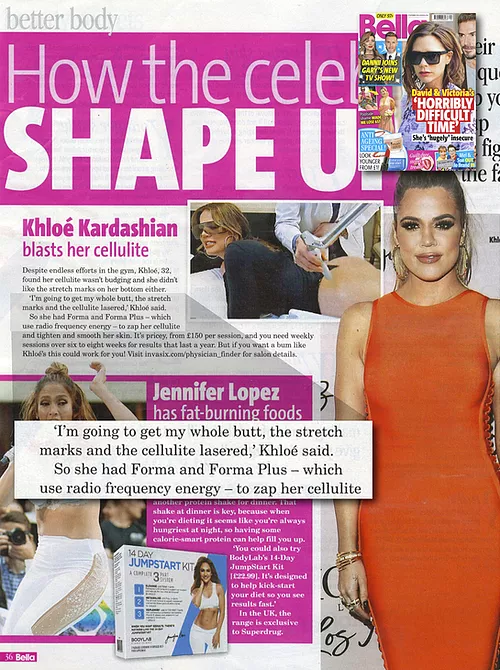 better body
How the celeb
SHAPE U
Bella
DANNII JOINS
GARY'S NEW
TV SHOW!
David & Victoria's
'HORRIBLY
DIFFICULT
TIME'
She's *hugely* insecure
ANTI
AGEING
SPECIAL
LOOK
YOUNGER
eir
que
fig
the fa
Khloé Kardashian
blasts her cellulite
Despite endless efforts in the gym, Khloé, 32,
found her cellulite wasn't budging and she didn't
like the stretch marks on her bottom either.
'I'm going to get my whole butt, the stretch
marks and the cellulite lasered,' Khloé said.
So she had Forma and Forma Plus – which
use radio frequency energy – to zap her cellulite
and tighten and smooth her skin. It's pricey, from £150 per session, and you need weekly
sessions over six to eight weeks for results that last a year. But if you want a bum like
Khloé's this could work for you! Visit invasix.com/physician_finder for salon details.
Khl
Jennifer Lopez
has fat-burning foods
'I'm going to get my whole butt, the stretch
marks and the cellulite lasered,' Khloé said.
So she had Forma and Forma Plus – which
use radio frequency energy – to zap her cellulite
another protein shake for dinner. That
shake at dinner is key, because when
you're dieting it seems like you're always
hungriest at night, so having some
calorie-smart protein can help fill you up.
'You could also try
BodyLab's 14-Day
JumpStart Kit
[£22.99]. It's designed
to help kick-start
your diet so you see
results fast.'
In the UK, the
range is exclusive
to Superdrug.
14 DAY
JUMPSTART KIT
A COMPLETE 3 PART
SYSTEM
1
2
3
BODYLAB
36 Bella